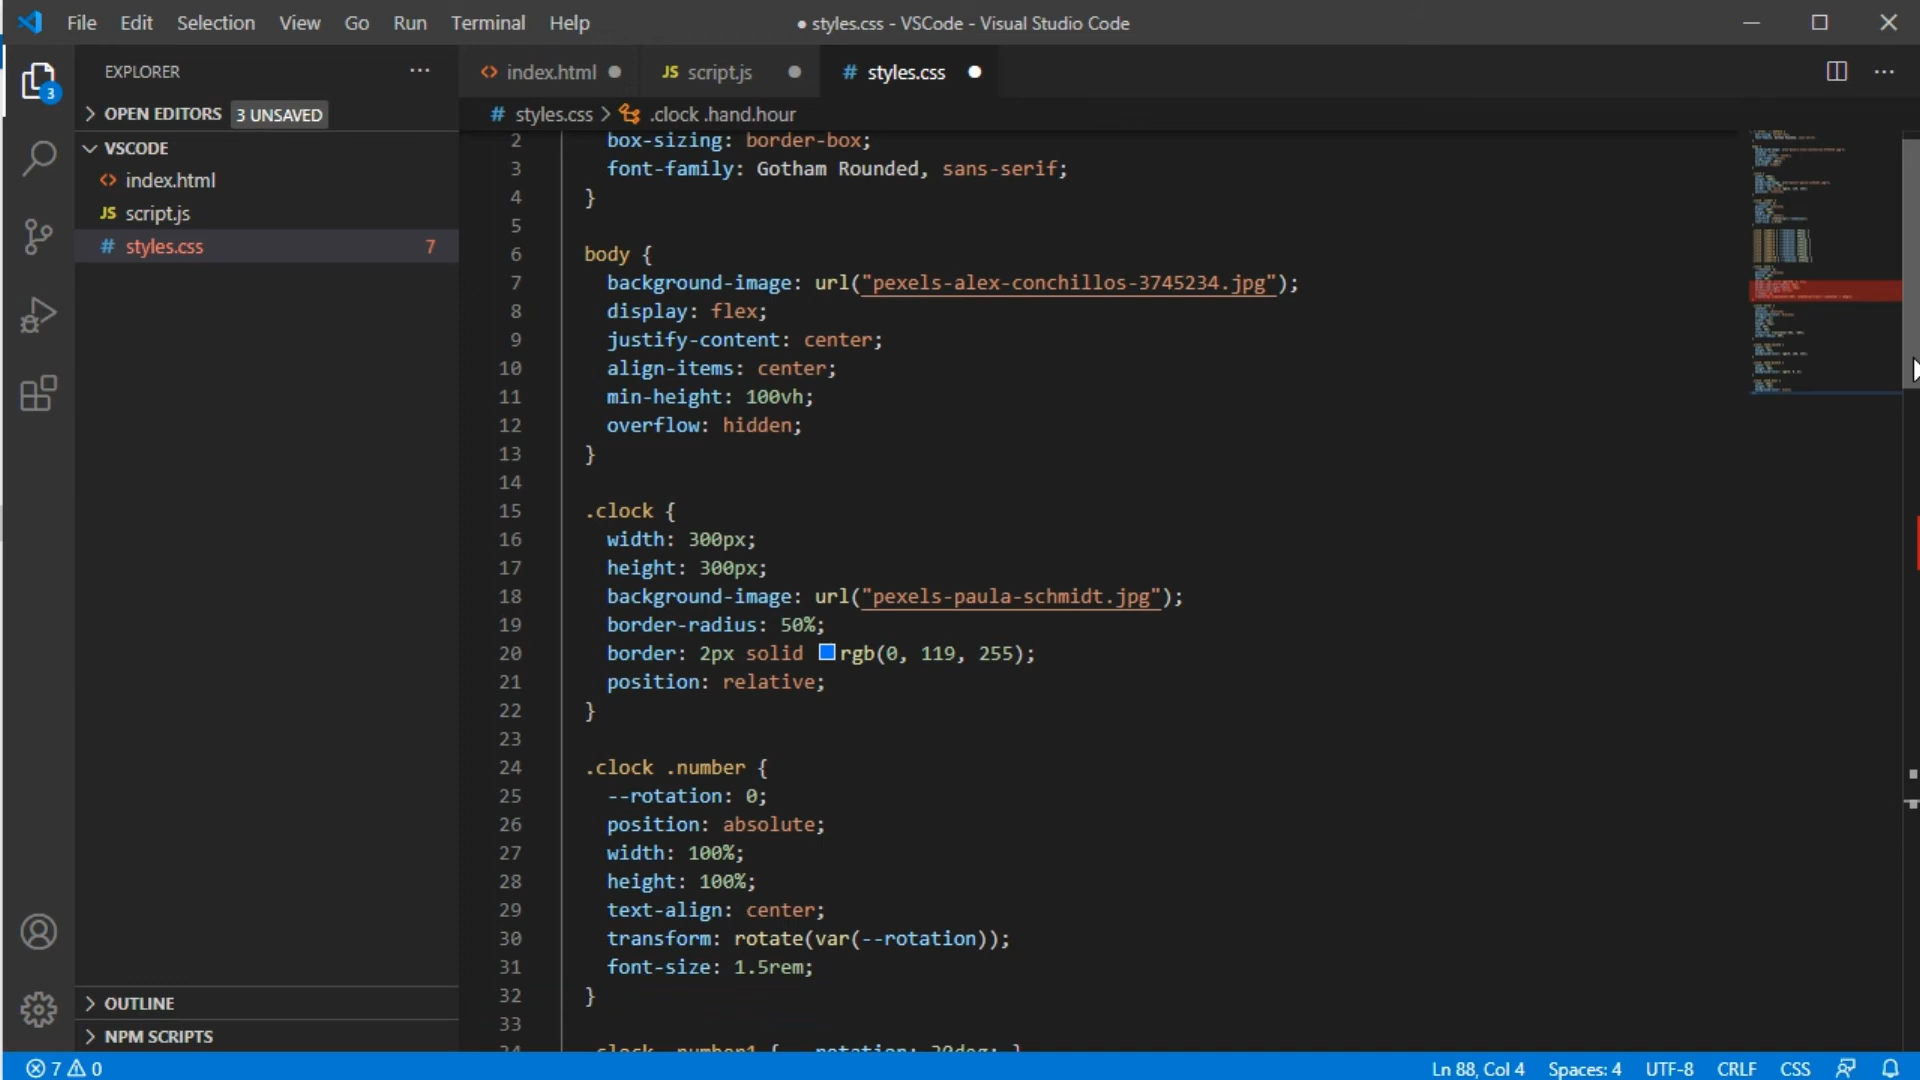 File Edit Selection View Go Run Terminal Help
● styles.css - VSCode - Visual Studio Code
EXPLORER
3
OPEN EDITORS 3 UNSAVED
VSCODE
index.html
JS script.js
# styles.css 7
OUTLINE
NPM SCRIPTS
index.html JS script.js # styles.css
# styles.css > .clock .hand.hour
2 box-sizing: border-box;
3 font-family: Gotham Rounded, sans-serif;
4 }
5
6 body {
7 background-image: url("pexels-alex-conchillos-3745234.jpg");
8 display: flex;
9 justify-content: center;
10 align-items: center;
11 min-height: 100vh;
12 overflow: hidden;
13 }
14
15 .clock {
16 width: 300px;
17 height: 300px;
18 background-image: url("pexels-paula-schmidt.jpg");
19 border-radius: 50%;
20 border: 2px solid rgb(0, 119, 255);
21 position: relative;
22 }
23
24 .clock .number {
25 --rotation: 0;
26 position: absolute;
27 width: 100%;
28 height: 100%;
29 text-align: center;
30 transform: rotate(var(--rotation));
31 font-size: 1.5rem;
32 }
33
34 .clock .number1 { --rotation: 30deg; }
7 0
Ln 88, Col 4 Spaces: 4 UTF-8 CRLF CSS